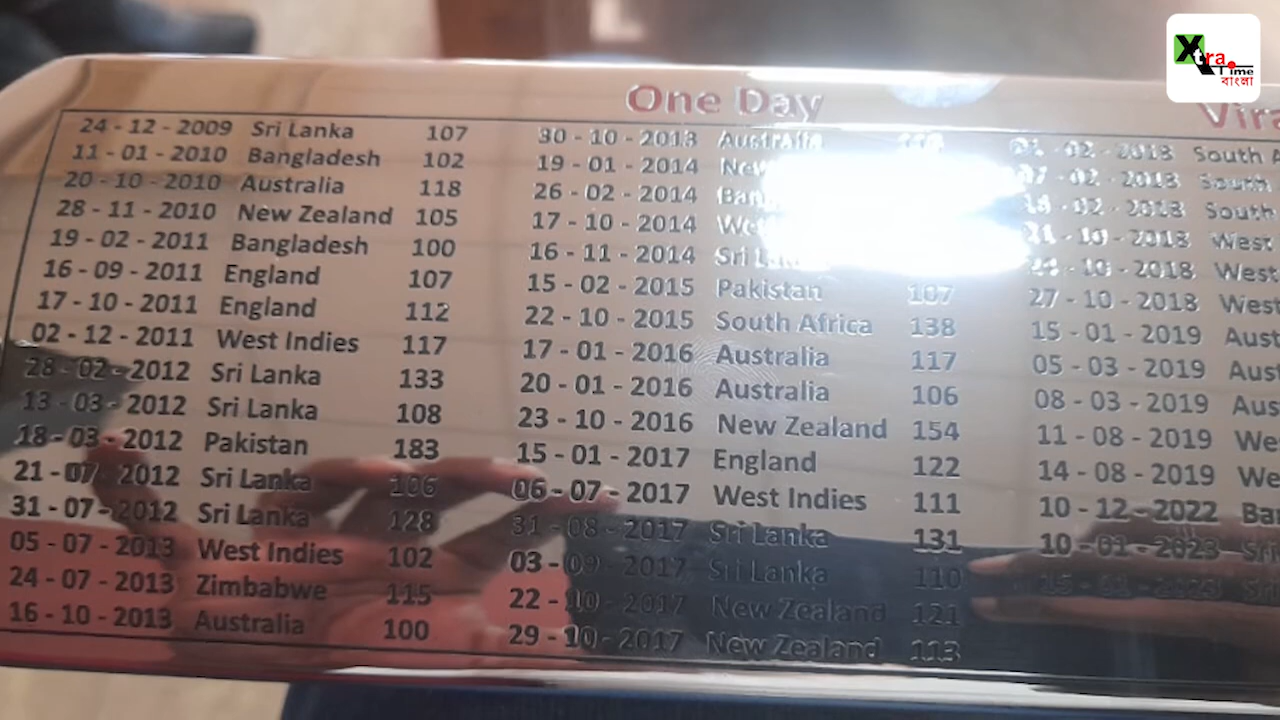 Xtra Time
বাংলা
One Day
24 - 12 - 2009 Sri Lanka 107
11 - 01 - 2010 Bangladesh 102
20 - 10 - 2010 Australia 118
28 - 11 - 2010 New Zealand 105
19 - 02 - 2011 Bangladesh 100
16 - 09 - 2011 England 107
17 - 10 - 2011 England 112
02 - 12 - 2011 West Indies 117
28 - 02 - 2012 Sri Lanka 133
13 - 03 - 2012 Sri Lanka 108
18 - 03 - 2012 Pakistan 183
21 - 07 - 2012 Sri Lanka 106
31 - 07 - 2012 Sri Lanka 128
05 - 07 - 2013 West Indies 102
24 - 07 - 2013 Zimbabwe 115
16 - 10 - 2013 Australia 100
30 - 10 - 2013 Australia
19 - 01 - 2014
26 - 02 - 2014
17 - 10 - 2014
16 - 11 - 2014 Sri
15 - 02 - 2015 Pakistan 107
22 - 10 - 2015 South Africa 138
17 - 01 - 2016 Australia 117
20 - 01 - 2016 Australia 106
23 - 10 - 2016 New Zealand 154
15 - 01 - 2017 England 122
06 - 07 - 2017 West Indies 111
31 - 08 - 2017 Sri Lanka 131
03 - 09 - 2017 Sri Lanka 110
22 - 10 - 2017 New Zealand 121
29 - 10 - 2017 New Zealand 113
South
South
South
West
West
27 - 10 - 2018 West
15 - 01 - 2019 Aust
05 - 03 - 2019 Aust
08 - 03 - 2019 Aus
11 - 08 - 2019 We
14 - 08 - 2019 We
10 - 12 - 2022 Ban
10 - 01 - 2023 Sri